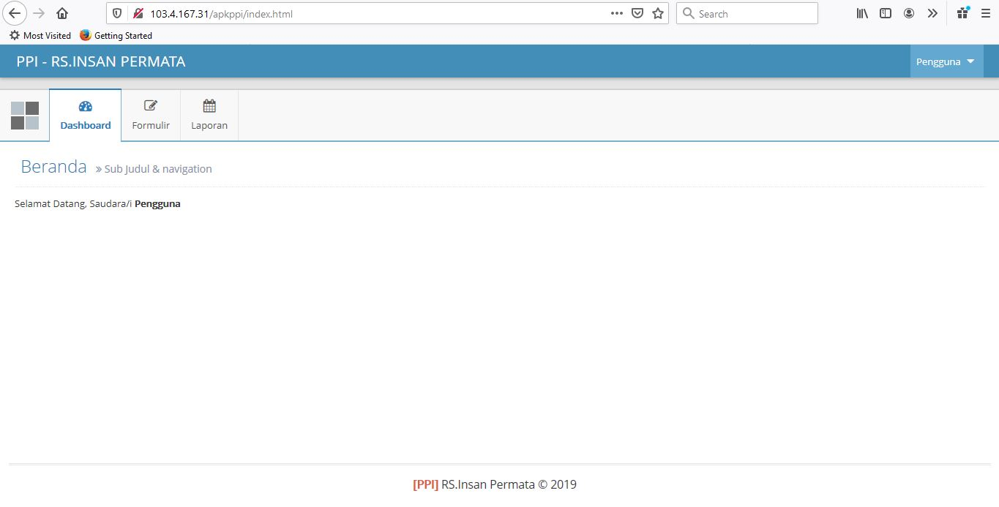 103.4.167.31/apkppi/index.html
Search
Most Visited
Getting Started
PPI - RS.INSAN PERMATA
Pengguna
Dashboard
Formulir
Laporan
Beranda » Sub Judul & navigation
Selamat Datang, Saudara/i Pengguna
[PPI] RS.Insan Permata © 2019